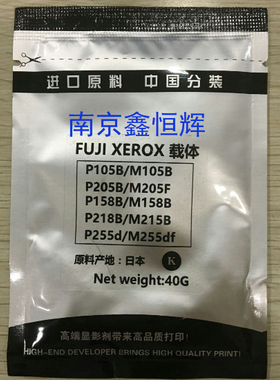 进口原料 中国分装
南京鑫恒辉
FUJI XEROX 载体
P105B/M105B
P205B/M205F
P158B/M158B
P218B/M215B
P255d/M255df
原料产地:日本 K
Net weight:40G
高端显影剂带来高品质打印!
HIGH-END DEVELOPER BRINGS HIGH QUALITY PRINT!